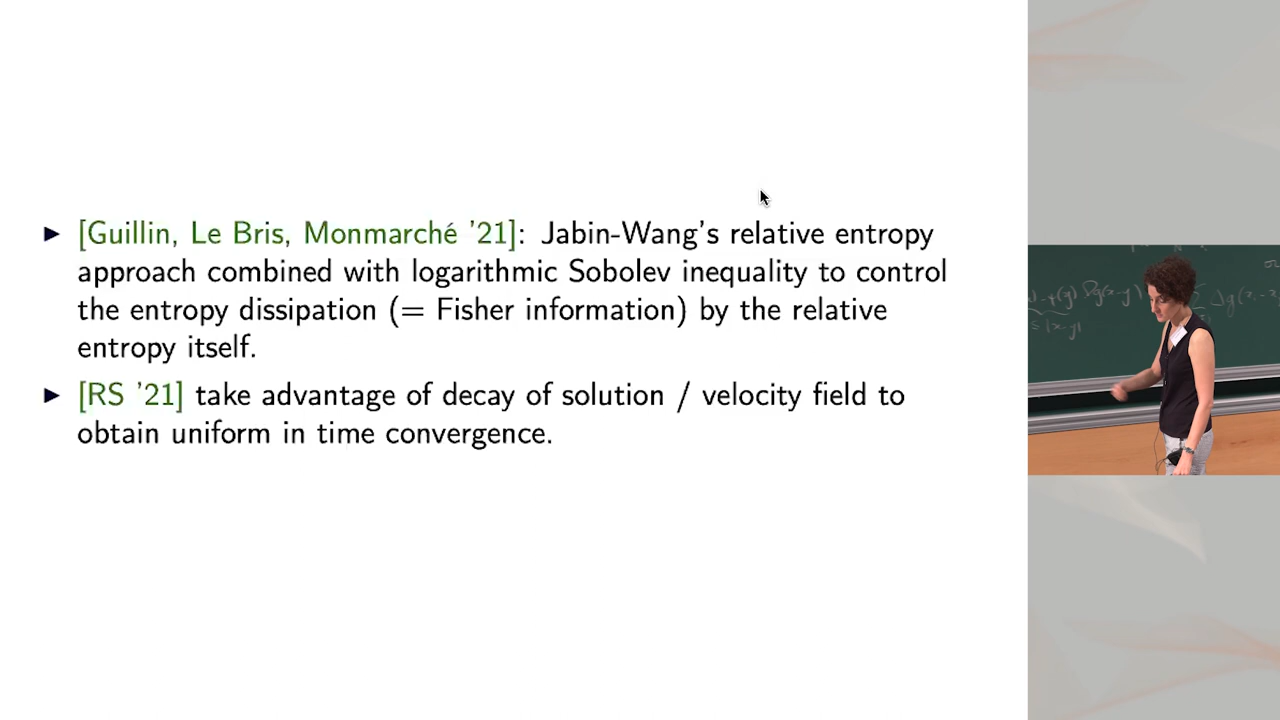 ► [Guillin, Le Bris, Monmarché '21]: Jabin-Wang's relative entropy
approach combined with logarithmic Sobolev inequality to control
the entropy dissipation (= Fisher information) by the relative
entropy itself.
► [RS '21] take advantage of decay of solution / velocity field to
obtain uniform in time convergence.